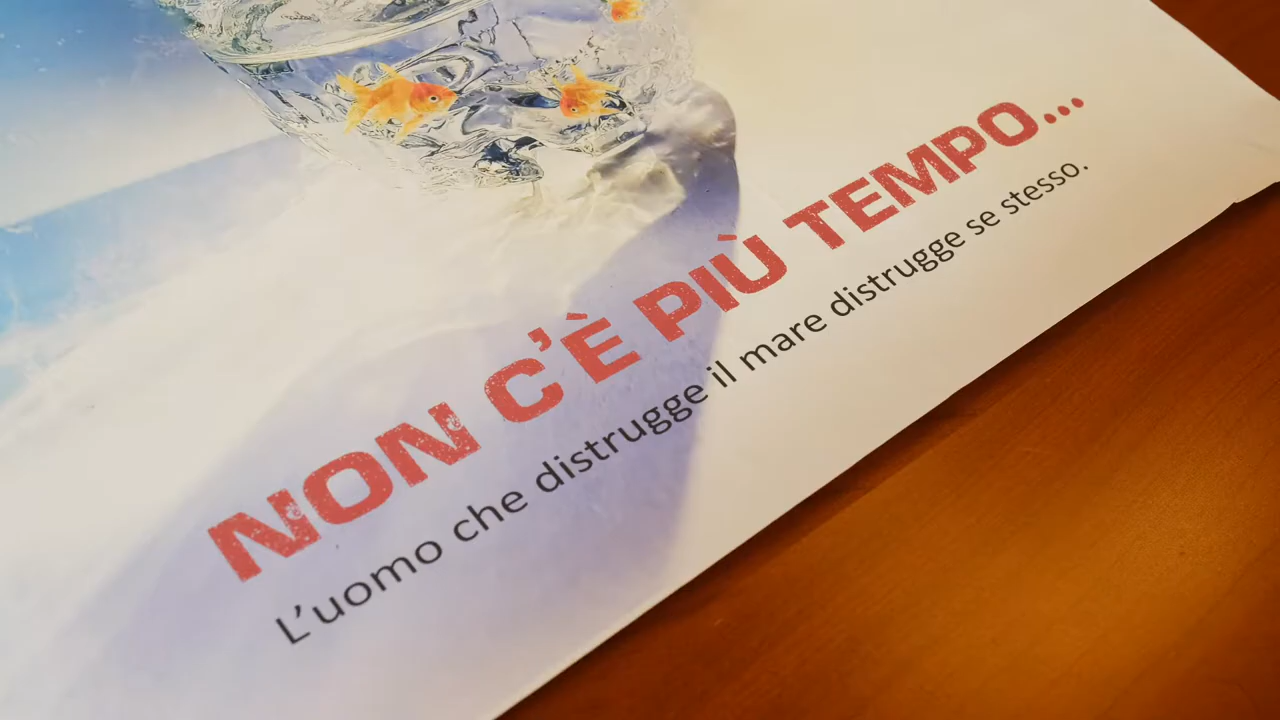 NON C'È PIÙ TEMPO...
L'uomo che distrugge il mare distrugge se stesso.